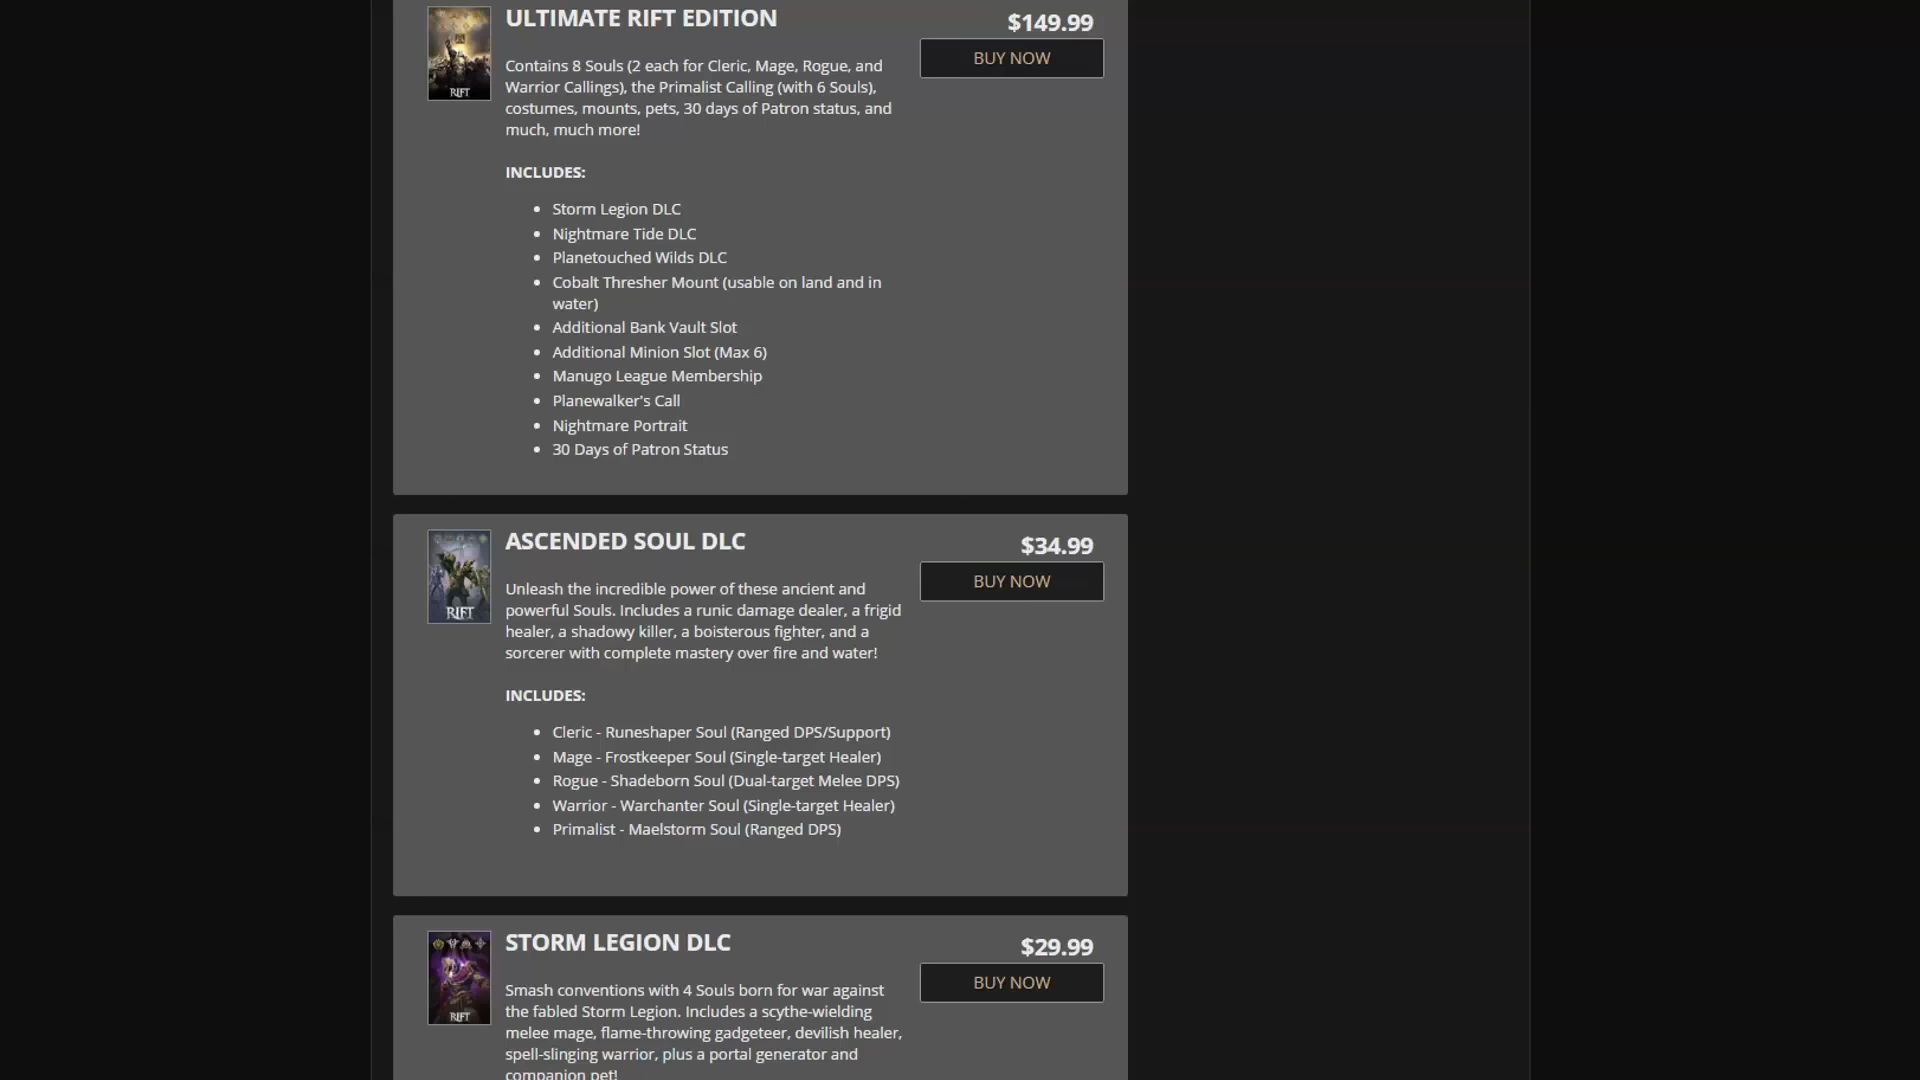 ULTIMATE RIFT EDITION
$149.99
BUY NOW
Contains 8 Souls (2 each for Cleric, Mage, Rogue, and
Warrior Callings), the Primalist Calling (with 6 Souls),
costumes, mounts, pets, 30 days of Patron status, and
much, much more!
RIFT
INCLUDES:
Storm Legion DLC
Nightmare Tide DLC
Planetouched Wilds DLC
Cobalt Thresher Mount (usable on land and in
water)
Additional Bank Vault Slot
Additional Minion Slot (Max 6)
Manugo League Membership
Planewalker's Call
Nightmare Portrait
30 Days of Patron Status
ASCENDED SOUL DLC
$34.99
BUY NOW
Unleash the incredible power of these ancient and
powerful Souls. Includes a runic damage dealer, a frigid
healer, a shadowy killer, a boisterous fighter, and a
sorcerer with complete mastery over fire and water!
RIFT
INCLUDES:
Cleric - Runeshaper Soul (Ranged DPS/Support)
Mage - Frostkeeper Soul (Single-target Healer)
Rogue - Shadeborn Soul (Dual-target Melee DPS)
Warrior - Warchanter Soul (Single-target Healer)
Primalist - Maelstorm Soul (Ranged DPS)
STORM LEGION DLC
$29.99
BUY NOW
Smash conventions with 4 Souls born for war against
the fabled Storm Legion. Includes a scythe-wielding
melee mage, flame-throwing gadgeteer, devilish healer,
spell-slinging warrior, plus a portal generator and
companion pet!
RIFT